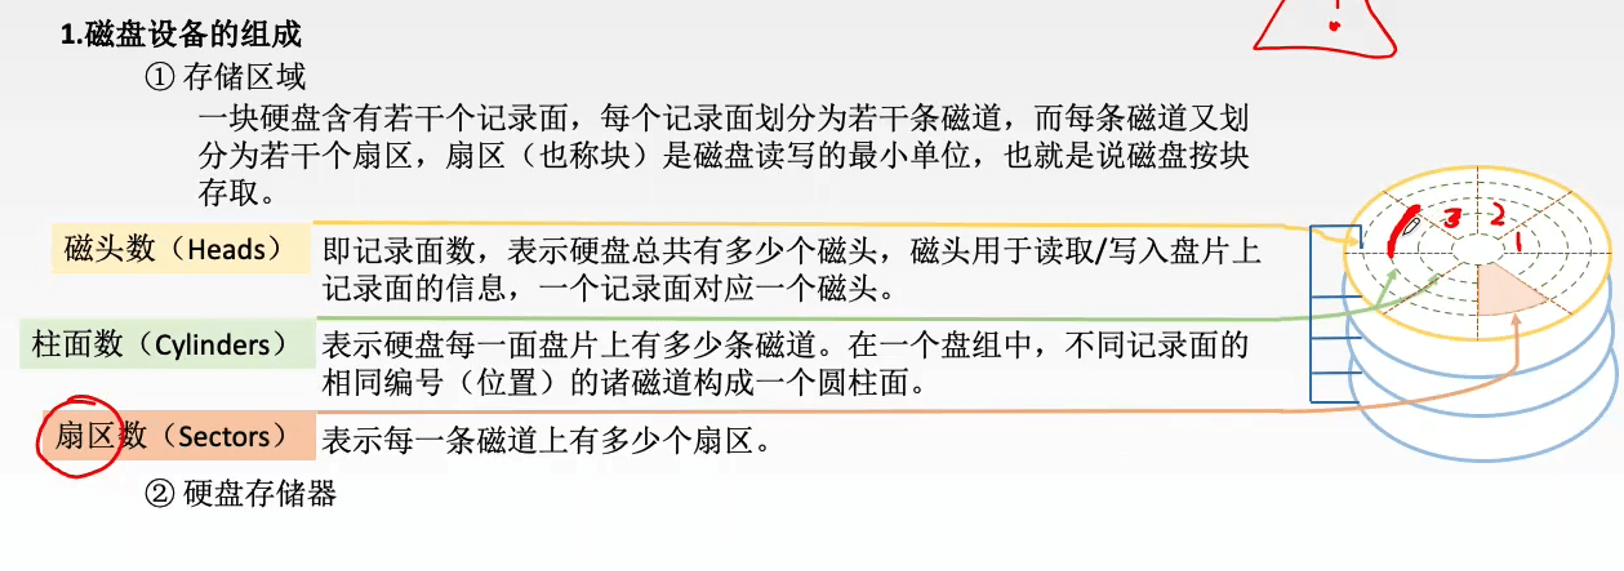 1.磁盘设备的组成
① 存储区域
一块硬盘含有若干个记录面，每个记录面划分为若干条磁道，而每条磁道又划
分为若干个扇区，扇区（也称块）是磁盘读写的最小单位，也就是说磁盘按块
存取。
磁头数（Heads）
即记录面数，表示硬盘总共有多少个磁头，磁头用于读取/写入盘片上
记录面的信息，一个记录面对应一个磁头。
柱面数（Cylinders）
表示硬盘每一面盘片上有多少条磁道。在一个盘组中，不同记录面的
相同编号（位置）的诸磁道构成一个圆柱面。
扇区数（Sectors）
表示每一条磁道上有多少个扇区。
② 硬盘存储器
3 2
1